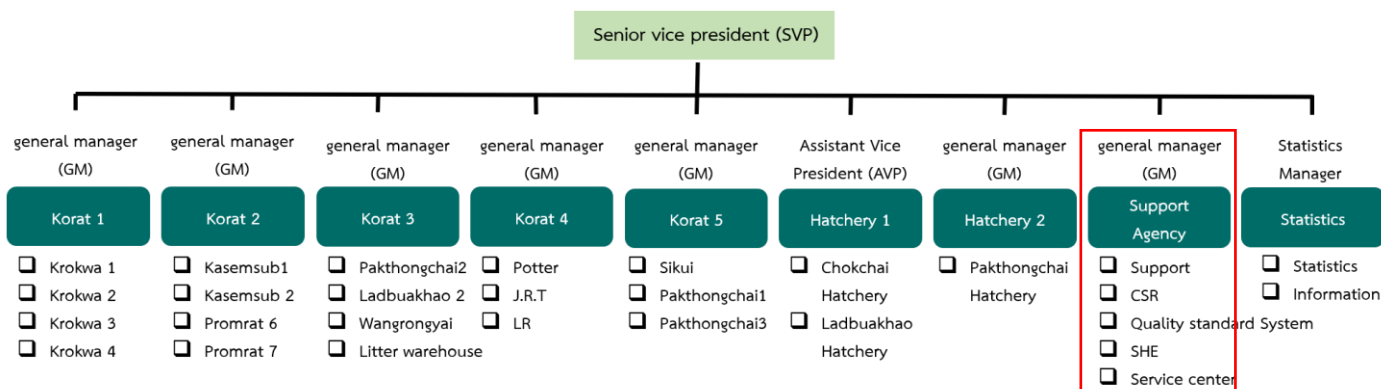 Senior vice president (SVP)
general manager
(GM)
Korat 1
Krokwa 1
Krokwa 2
Krokwa 3
Krokwa 4
general manager
(GM)
Korat 2
Kasemsub1
Kasemsub 2
Promrat 6
Promrat 7
general manager
(GM)
Korat 3
Pakthongchai2
Ladbuakhao 2
Wangrongyai
Litter warehouse
general manager
(GM)
Korat 4
Potter
J.R.T
LR
general manager
(GM)
Korat 5
Sikui
Pakthongchai1
Pakthongchai3
Assistant Vice
President (AVP)
Hatchery 1
Chokchai
Hatchery
Ladbuakhao
Hatchery
general manager
(GM)
Hatchery 2
Pakthongchai
Hatchery
general manager
(GM)
Support
Agency
Support
CSR
Quality standard System
SHE
Service center
Statistics
Manager
Statistics
Statistics
Information